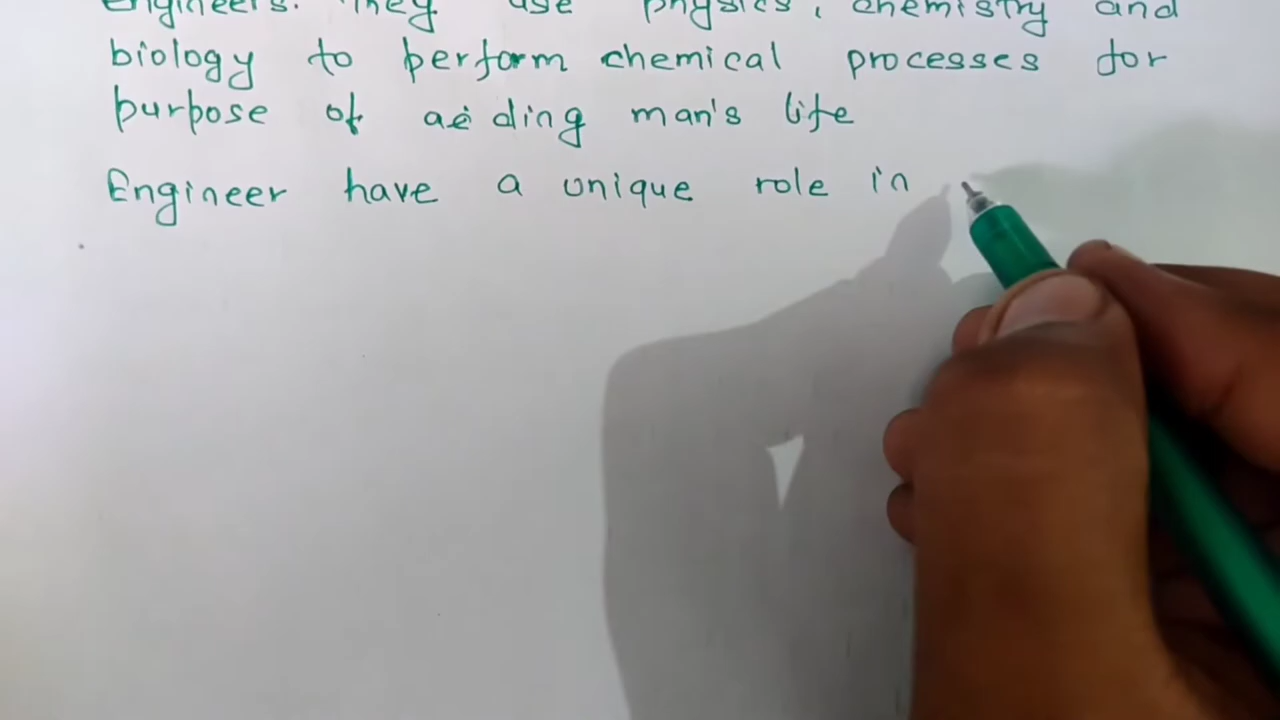 Engineers. They use physics, chemistry and
biology to perform chemical processes for
purpose of aiding man's life
Engineer have a unique role in